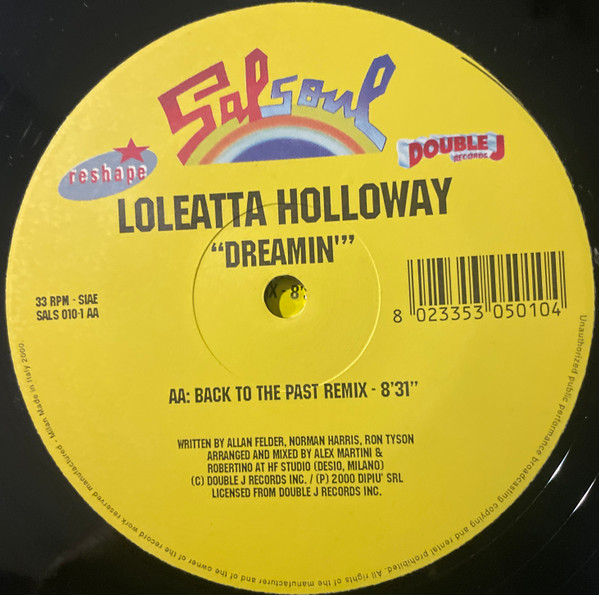 Salsoul
reshape
DOUBLE J
RECORDS
LOLEATTA HOLLOWAY
“DREAMIN'”
X - 8'
33 RPM - SIAE
SALS 010-1 AA
8 023353 050104
AA: BACK TO THE PAST REMIX - 8'31”
WRITTEN BY ALLAN FELDER, NORMAN HARRIS, RON TYSON
ARRANGED AND MIXED BY ALEX MARTINI &
ROBERTINO AT HF STUDIO (DESIO, MILANO)
(C) DOUBLE J RECORDS INC. / (P) 2000 DIPIU' SRL
LICENSED FROM DOUBLE J RECORDS INC.
Unauthorized public performance broadcasting copying and rental prohibited. All rights of the manufacturer and of the owner of the record work reserved manufactured - Milan Made in Italy 2000.